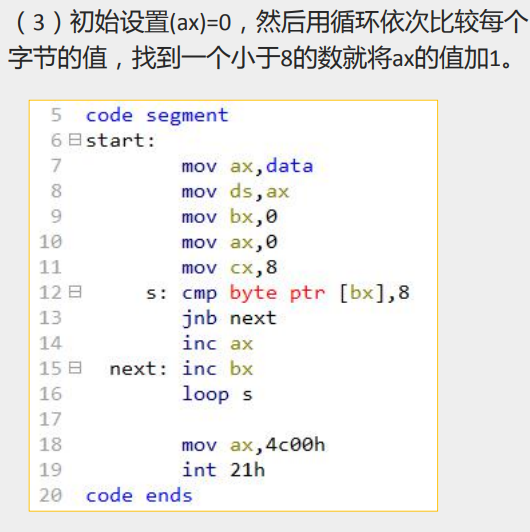 （3）初始设置(ax)=0，然后用循环依次比较每个
字节的值，找到一个小于8的数就将ax的值加1。
5 code segment
6 start:
7 mov ax,data
8 mov ds,ax
9 mov bx,0
10 mov ax,0
11 mov cx,8
12 s: cmp byte ptr [bx],8
13 jnb next
14 inc ax
15 next: inc bx
16 loop s
17
18 mov ax,4c00h
19 int 21h
20 code ends